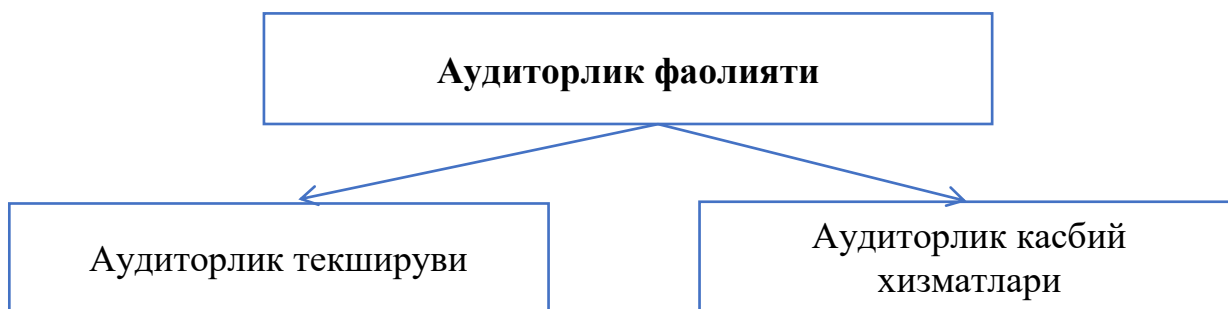 Аудиторлик фаолияти
Аудиторлик текшируви
Аудиторлик касбий
хизматлари